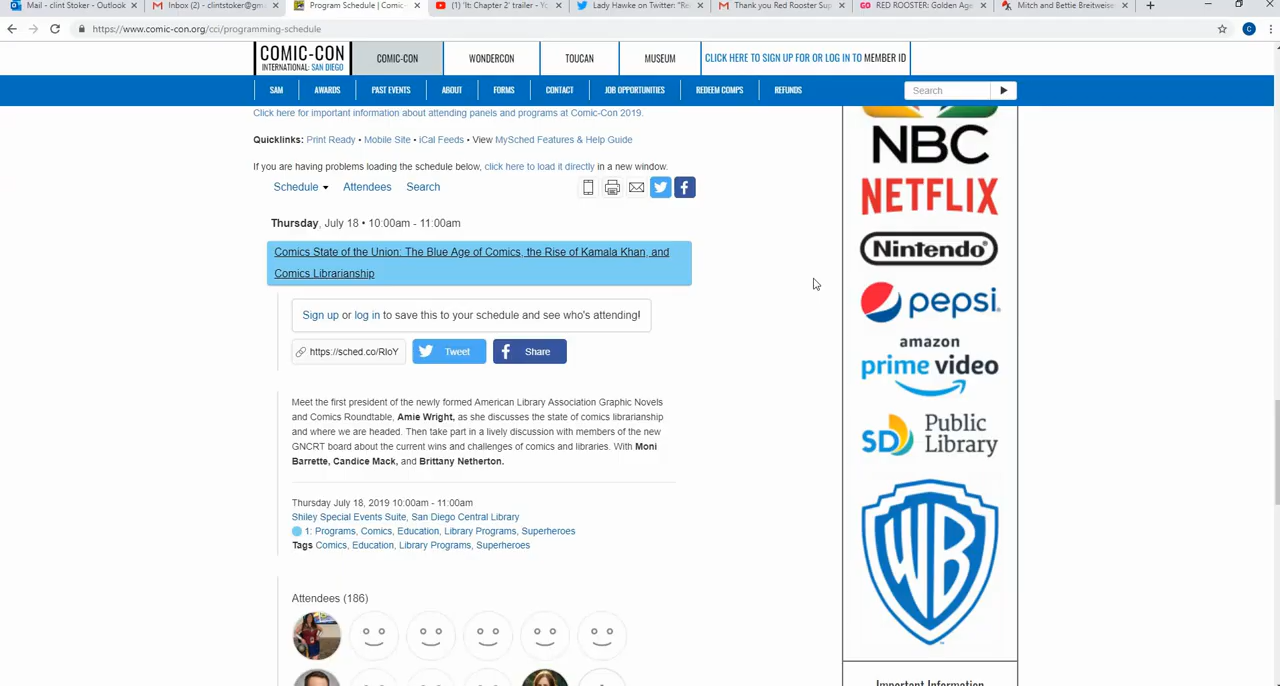 Mail - clint Stoker - Outlook
Inbox (2) - clintstoker@gm
Program Schedule | Comic-
(1) 'It: Chapter 2' trailer - Yo
Lady Hawke on Twitter: "Re
Thank you Red Rooster Sup
RED ROOSTER: Golden Age
Mitch and Bettie Breitweiser
https://www.comic-con.org/cci/programming-schedule
COMIC-CON
INTERNATIONAL: SAN DIEGO
COMIC-CON
WONDERCON
TOUCAN
MUSEUM
CLICK HERE TO SIGN UP FOR OR LOG IN TO MEMBER ID
SAM
AWARDS
PAST EVENTS
ABOUT
FORMS
CONTACT
JOB OPPORTUNITIES
REDEEM COMPS
REFUNDS
Search
Click here for important information about attending panels and programs at Comic-Con 2019.
Quicklinks: Print Ready • Mobile Site • iCal Feeds • View MySched Features & Help Guide
If you are having problems loading the schedule below, click here to load it directly in a new window.
Schedule
Attendees
Search
Thursday, July 18 • 10:00am - 11:00am
Comics State of the Union: The Blue Age of Comics, the Rise of Kamala Khan, and
Comics Librarianship
Sign up or log in to save this to your schedule and see who's attending!
https://sched.co/RIoY
Tweet
Share
Meet the first president of the newly formed American Library Association Graphic Novels
and Comics Roundtable, Amie Wright, as she discusses the state of comics librarianship
and where we are headed. Then take part in a lively discussion with members of the new
GNCRT board about the current wins and challenges of comics and libraries. With Moni
Barrette, Candice Mack, and Brittany Netherton.
Thursday July 18, 2019 10:00am - 11:00am
Shiley Special Events Suite, San Diego Central Library
1: Programs, Comics, Education, Library Programs, Superheroes
Tags Comics, Education, Library Programs, Superheroes
Attendees (186)
NBC
NETFLIX
Nintendo
pepsi
amazon
prime video
SD Public
Library
WB
Important Information